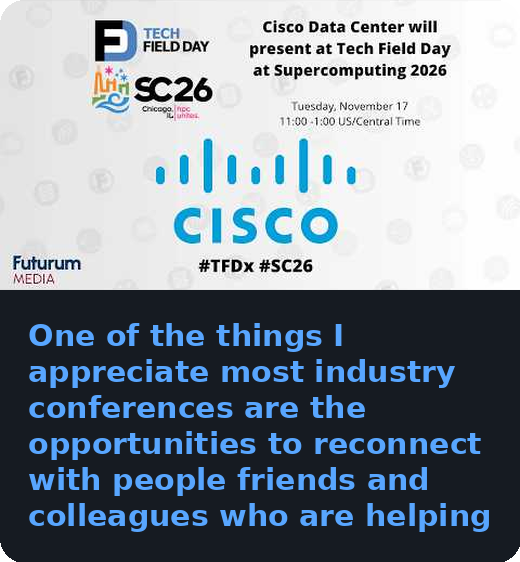 TECH
FIELD DAY
SC26
Chicago, IL
hpc unites.
Cisco Data Center will
present at Tech Field Day
at Supercomputing 2026
Tuesday, November 17
11:00 -1:00 US/Central Time
CISCO
#TFDx #SC26
Futurum
MEDIA
One of the things I
appreciate most industry
conferences are the
opportunities to reconnect
with people friends and
colleagues who are helping